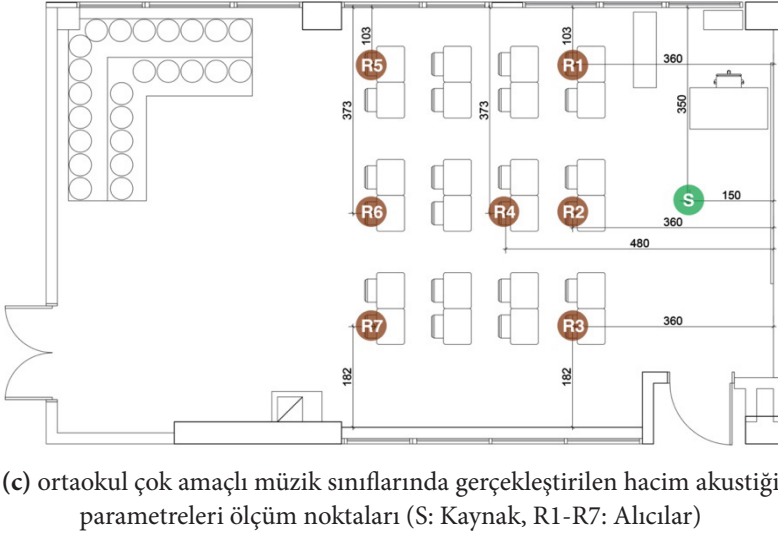 103
103
R5
R1
360
373
373
350
S
150
R6
R4
R2
360
480
R7
R3
360
182
182
(c) ortaokul çok amaçlı müzik sınıflarında gerçekleştirilen hacim akustiği
parametreleri ölçüm noktaları (S: Kaynak, R1-R7: Alıcılar)